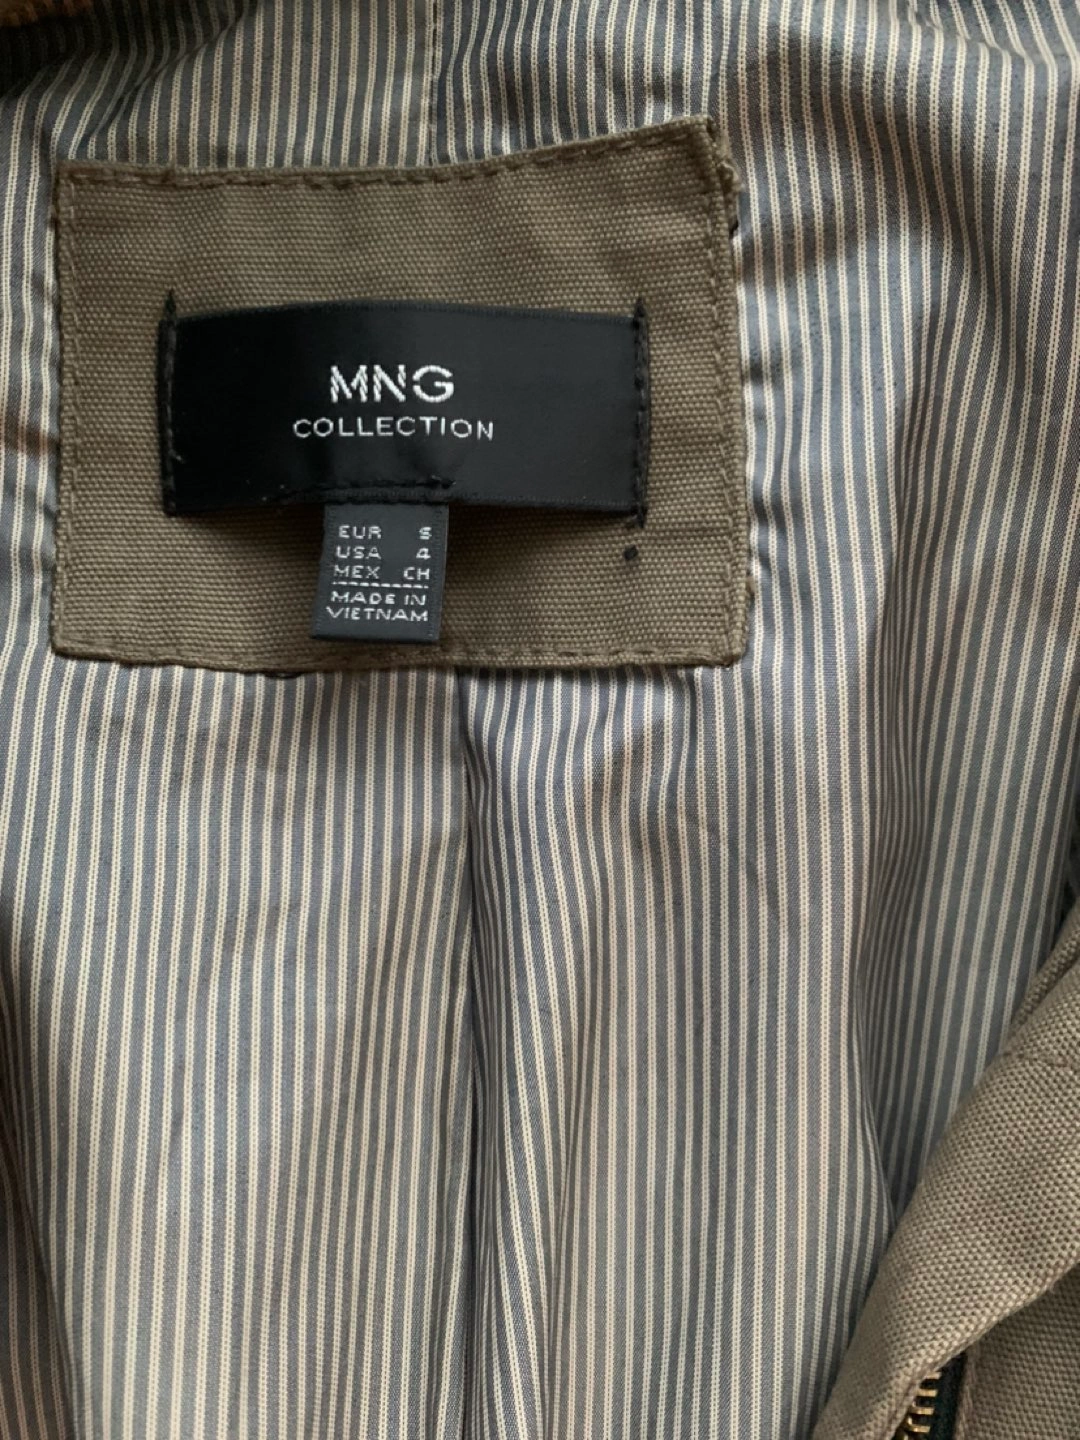 MNG
COLLECTION
EUR S
USA 4
MEX CH
MADE IN
VIETNAM